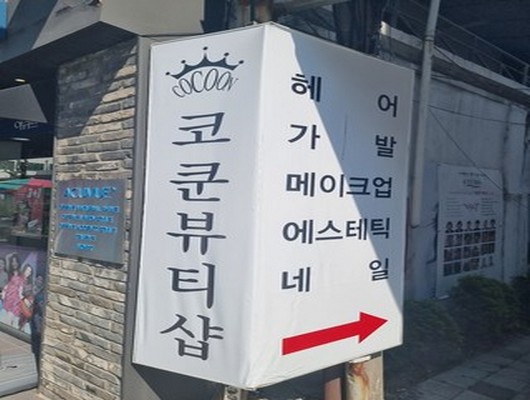 COCOON
코쿤뷰티샵
헤어
가발
메이크업
에스테틱
네일